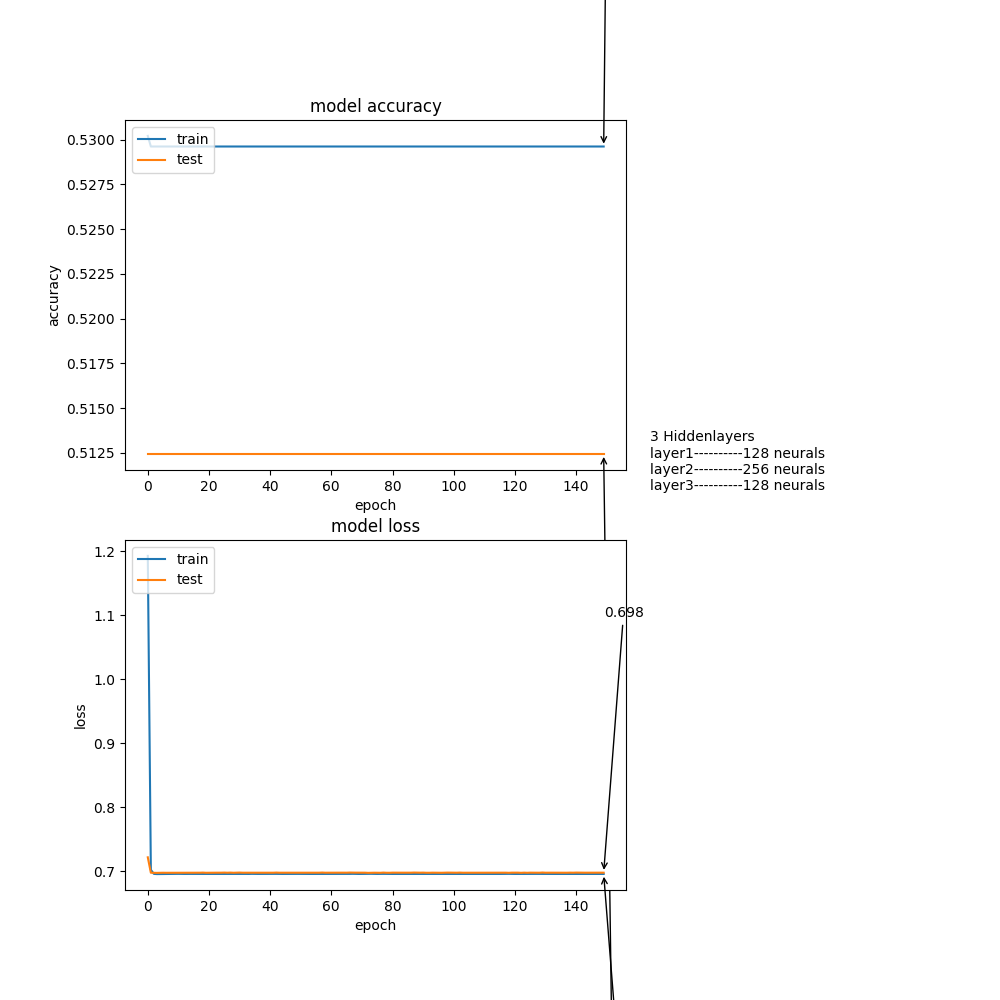 model accuracy
train
test
0.5300
0.5275
0.5250
0.5225
0.5200
0.5175
0.5150
0.5125
accuracy
0 20 40 60 80 100 120 140
epoch
3 Hiddenlayers
layer1----------128 neurals
layer2----------256 neurals
layer3----------128 neurals
model loss
train
test
1.2
1.1
1.0
0.9
0.8
0.7
loss
0.698
0 20 40 60 80 100 120 140
epoch